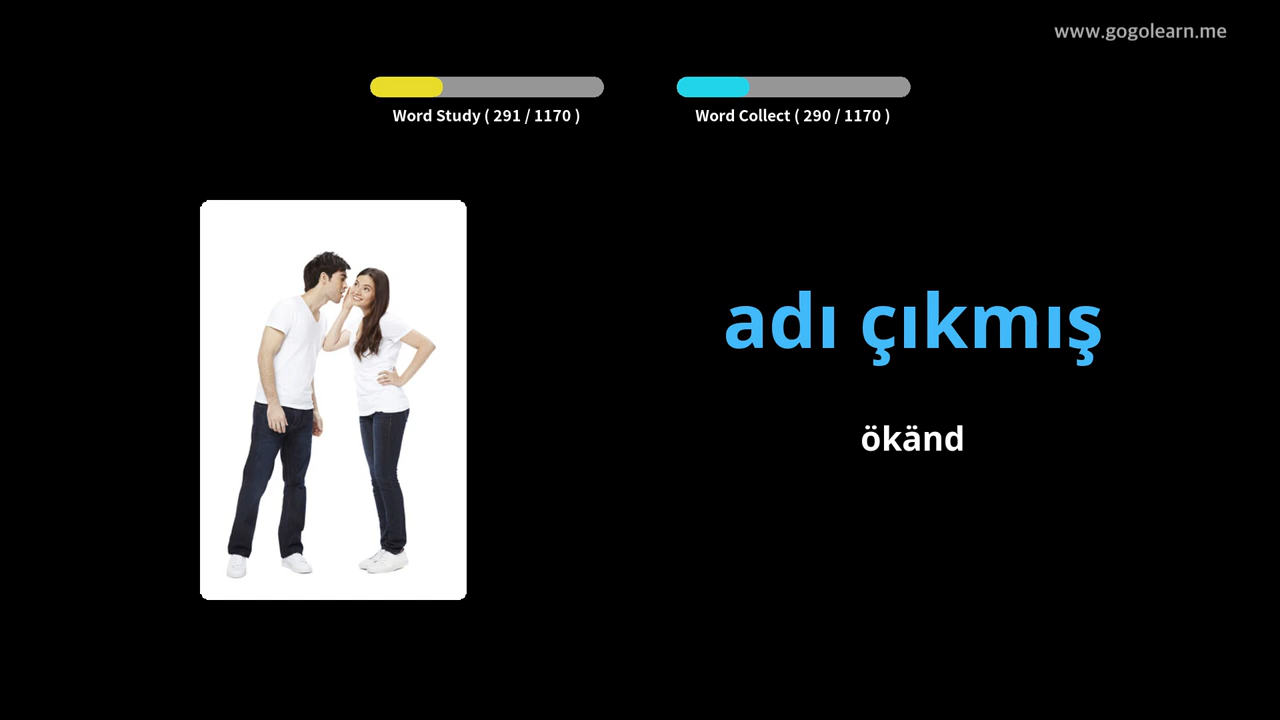 www.gogolearn.me
Word Study ( 291 / 1170 )
Word Collect ( 290 / 1170 )
adı çıkmış
ökänd